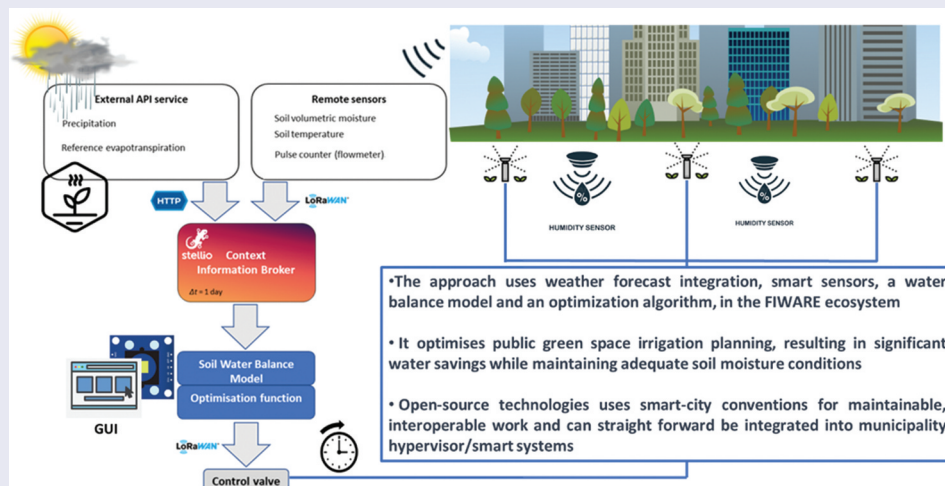 External API service
Precipitation
Reference evapotranspiration
Remote sensors
Soil volumetric moisture
Soil temperature
Pulse counter (flowmeter)
HTTP
LoRaWAN
stellio
Context
Information Broker
Δt = 1 day
Soil Water Balance
Model
Optimisation function
GUI
LoRaWAN
Control valve
%
HUMIDITY SENSOR
%
HUMIDITY SENSOR
•The approach uses weather forecast integration, smart sensors, a water
balance model and an optimization algorithm, in the FIWARE ecosystem
• It optimises public green space irrigation planning, resulting in significant
water savings while maintaining adequate soil moisture conditions
• Open-source technologies uses smart-city conventions for maintainable,
interoperable work and can straight forward be integrated into municipality
hypervisor/smart systems